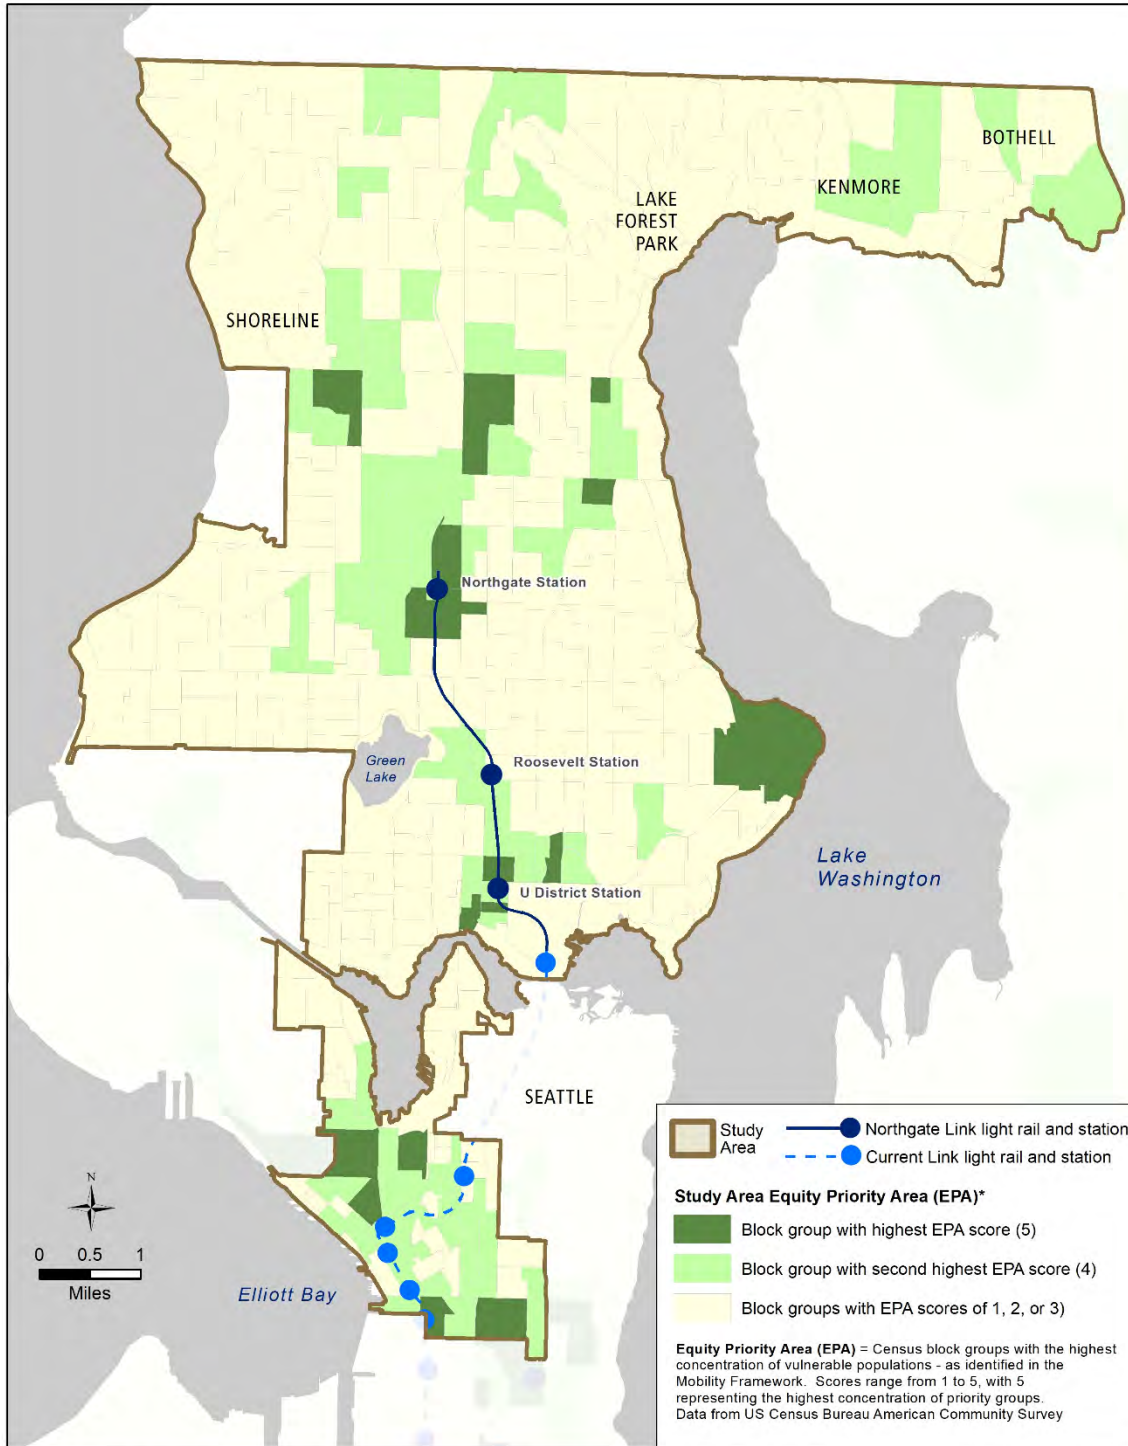 BOTHELL
KENMORE
LAKE
FOREST
PARK
SHORELINE
Northgate Station
Green
Lake
Roosevelt Station
U District Station
Lake
Washington
SEATTLE
N
0 0.5 1
Miles
Elliott Bay
Study
Area
Northgate Link light rail and station
Current Link light rail and station
Study Area Equity Priority Area (EPA)*
Block group with highest EPA score (5)
Block group with second highest EPA score (4)
Block groups with EPA scores of 1, 2, or 3)
Equity Priority Area (EPA) = Census block groups with the highest
concentration of vulnerable populations - as identified in the
Mobility Framework. Scores range from 1 to 5, with 5
representing the highest concentration of priority groups.
Data from US Census Bureau American Community Survey